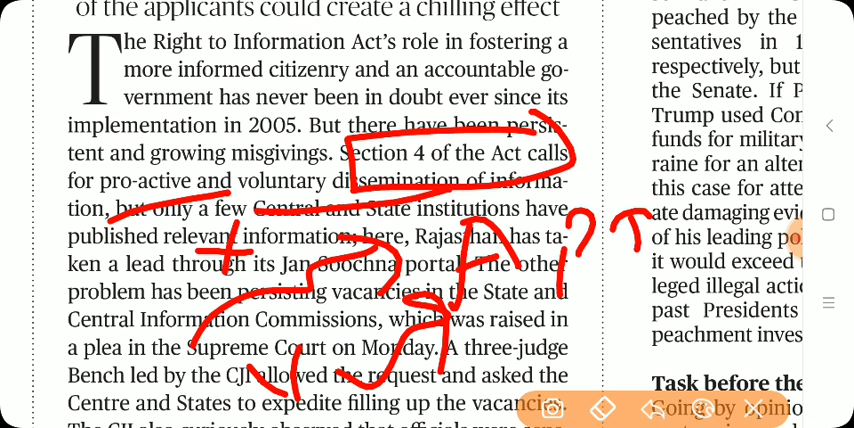 of the applicants could create a chilling effect
The Right to Information Act's role in fostering a
more informed citizenry and an accountable go-
vernment has never been in doubt ever since its
implementation in 2005. But there have been persis-
tent and growing misgivings. Section 4 of the Act calls
for pro-active and voluntary dissemination of informa-
tion, but only a few Central and State institutions have
published relevant information; here, Rajasthan has ta-
ken a lead through its Jan Soochna portal. The other
problem has been persisting vacancies in the State and
Central Information Commissions, which was raised in
a plea in the Supreme Court on Monday. A three-judge
Bench led by the CJI allowed the request and asked the
Centre and States to expedite filling up the vacancies.
peached by the
sentatives in 1
respectively, but
the Senate. If P
Trump used Con
funds for military
raine for an alter
this case for atte
ate damaging evi
of his leading po
it would exceed
leged illegal actio
past Presidents
peachment inves
Task before the
Going by opinio